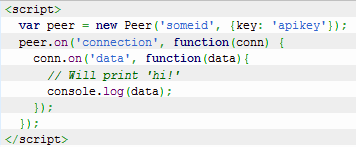 <script>
  var peer = new Peer('someid', {key: 'apikey'});
  peer.on('connection', function(conn) {
    conn.on('data', function(data){
      // Will print 'hi!'
      console.log(data);
    });
  });
</script>